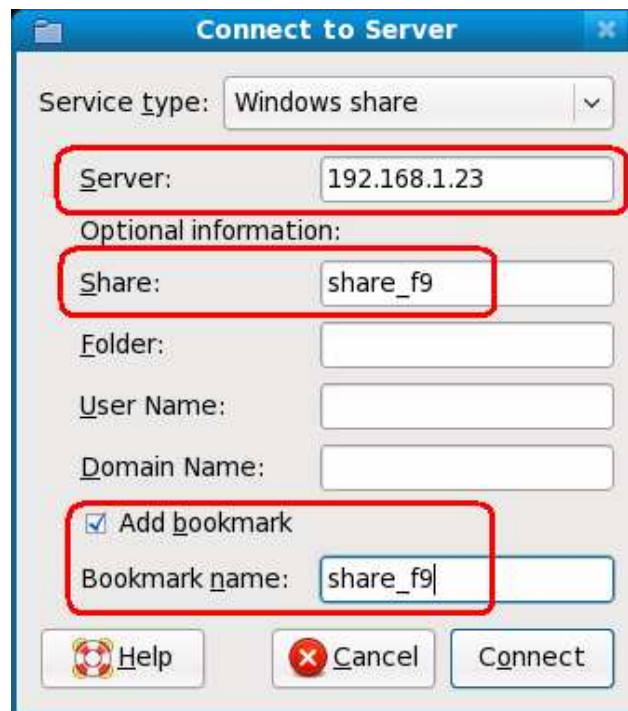 Connect to Server
Service type: Windows share
Server: 192.168.1.23
Optional information:
Share: share_f9
Folder:
User Name:
Domain Name:
Add bookmark
Bookmark name: share_f9
Help Cancel Connect